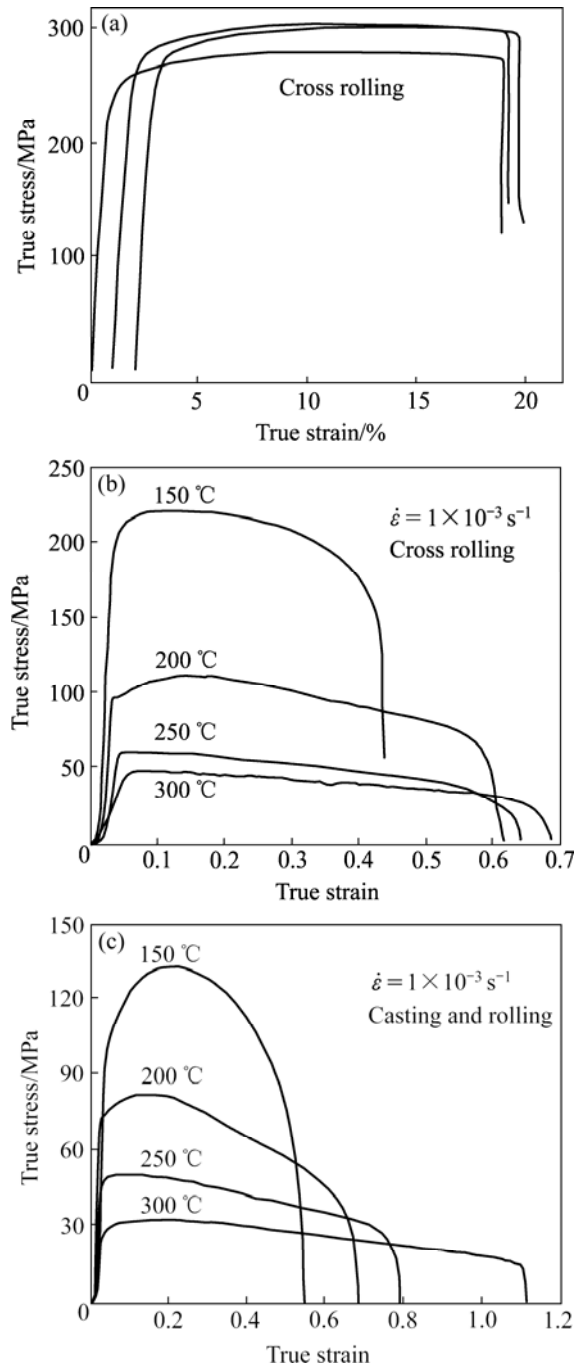 (a)
300
200
100
0
True stress/MPa
Cross rolling
5
10
15
20
True strain/%
(b)
250
200
150
100
50
0
True stress/MPa
150 ℃
ε̇ = 1×10⁻³ s⁻¹
Cross rolling
200 ℃
250 ℃
300 ℃
0.1
0.2
0.3
0.4
0.5
0.6
0.7
True strain
(c)
150
120
90
60
30
0
True stress/MPa
150 ℃
ε̇ = 1×10⁻³ s⁻¹
Casting and rolling
200 ℃
250 ℃
300 ℃
0.2
0.4
0.6
0.8
1.0
1.2
True strain